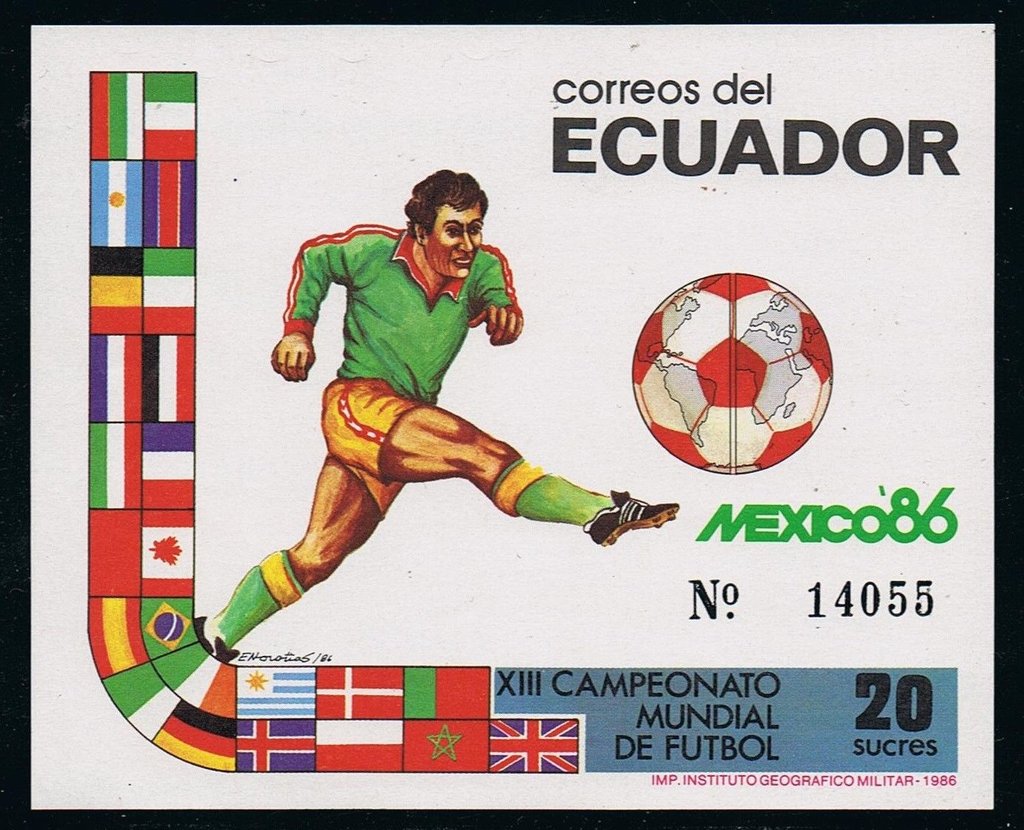 correos del
ECUADOR
MEXICO'86
Nº. 14055
XIII CAMPEONATO
MUNDIAL
DE FUTBOL
20
sucres
IMP. INSTITUTO GEOGRAFICO MILITAR - 1986